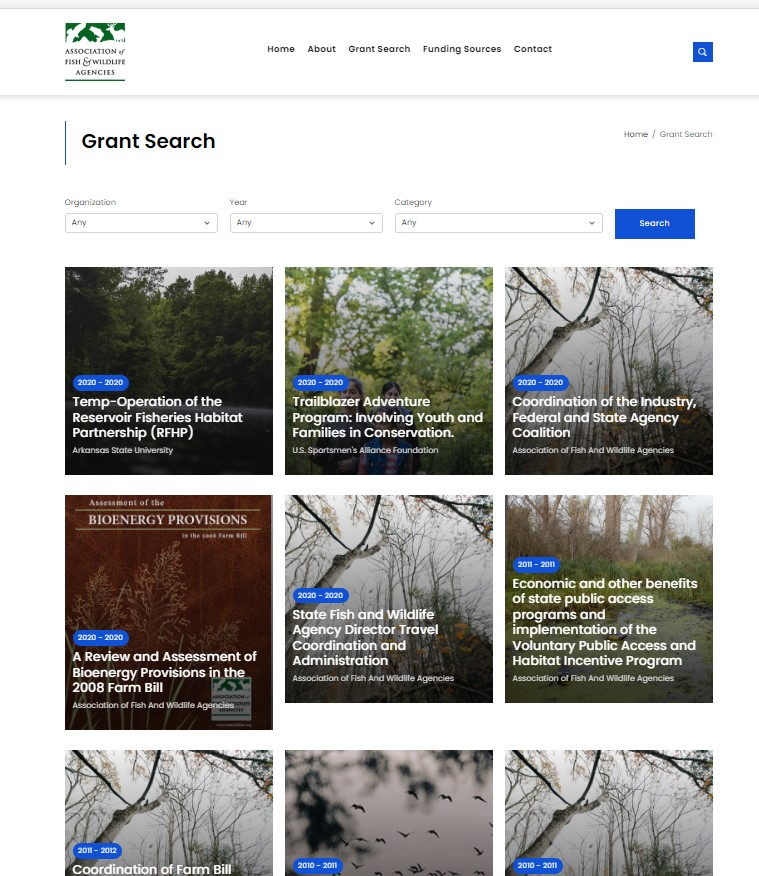 ASSOCIATION of
FISH & WILDLIFE
AGENCIES
Home About Grant Search Funding Sources Contact
Grant Search
Home / Grant Search
Organization Year Category
Any Any Any Search
2020 - 2020
Temp-Operation of the
Reservoir Fisheries Habitat
Partnership (RFHP)
Arkansas State University
2020 - 2020
Trailblazer Adventure
Program: Involving Youth and
Families in Conservation.
U.S. Sportsmen's Alliance Foundation
2020 - 2020
Coordination of the Industry,
Federal and State Agency
Coalition
Association of Fish And Wildlife Agencies
Assessment of the
BIOENERGY PROVISIONS
in the 2008 Farm Bill
2020 - 2020
A Review and Assessment of
Bioenergy Provisions in the
2008 Farm Bill
Association of Fish And Wildlife Agencies
2020 - 2020
State Fish and Wildlife
Agency Director Travel
Coordination and
Administration
Association of Fish And Wildlife Agencies
2011 - 2011
Economic and other benefits
of state public access
programs and
implementation of the
Voluntary Public Access and
Habitat Incentive Program
Association of Fish And Wildlife Agencies
2011 - 2012
Coordination of Farm Bill
2010 - 2011
2010 - 2011